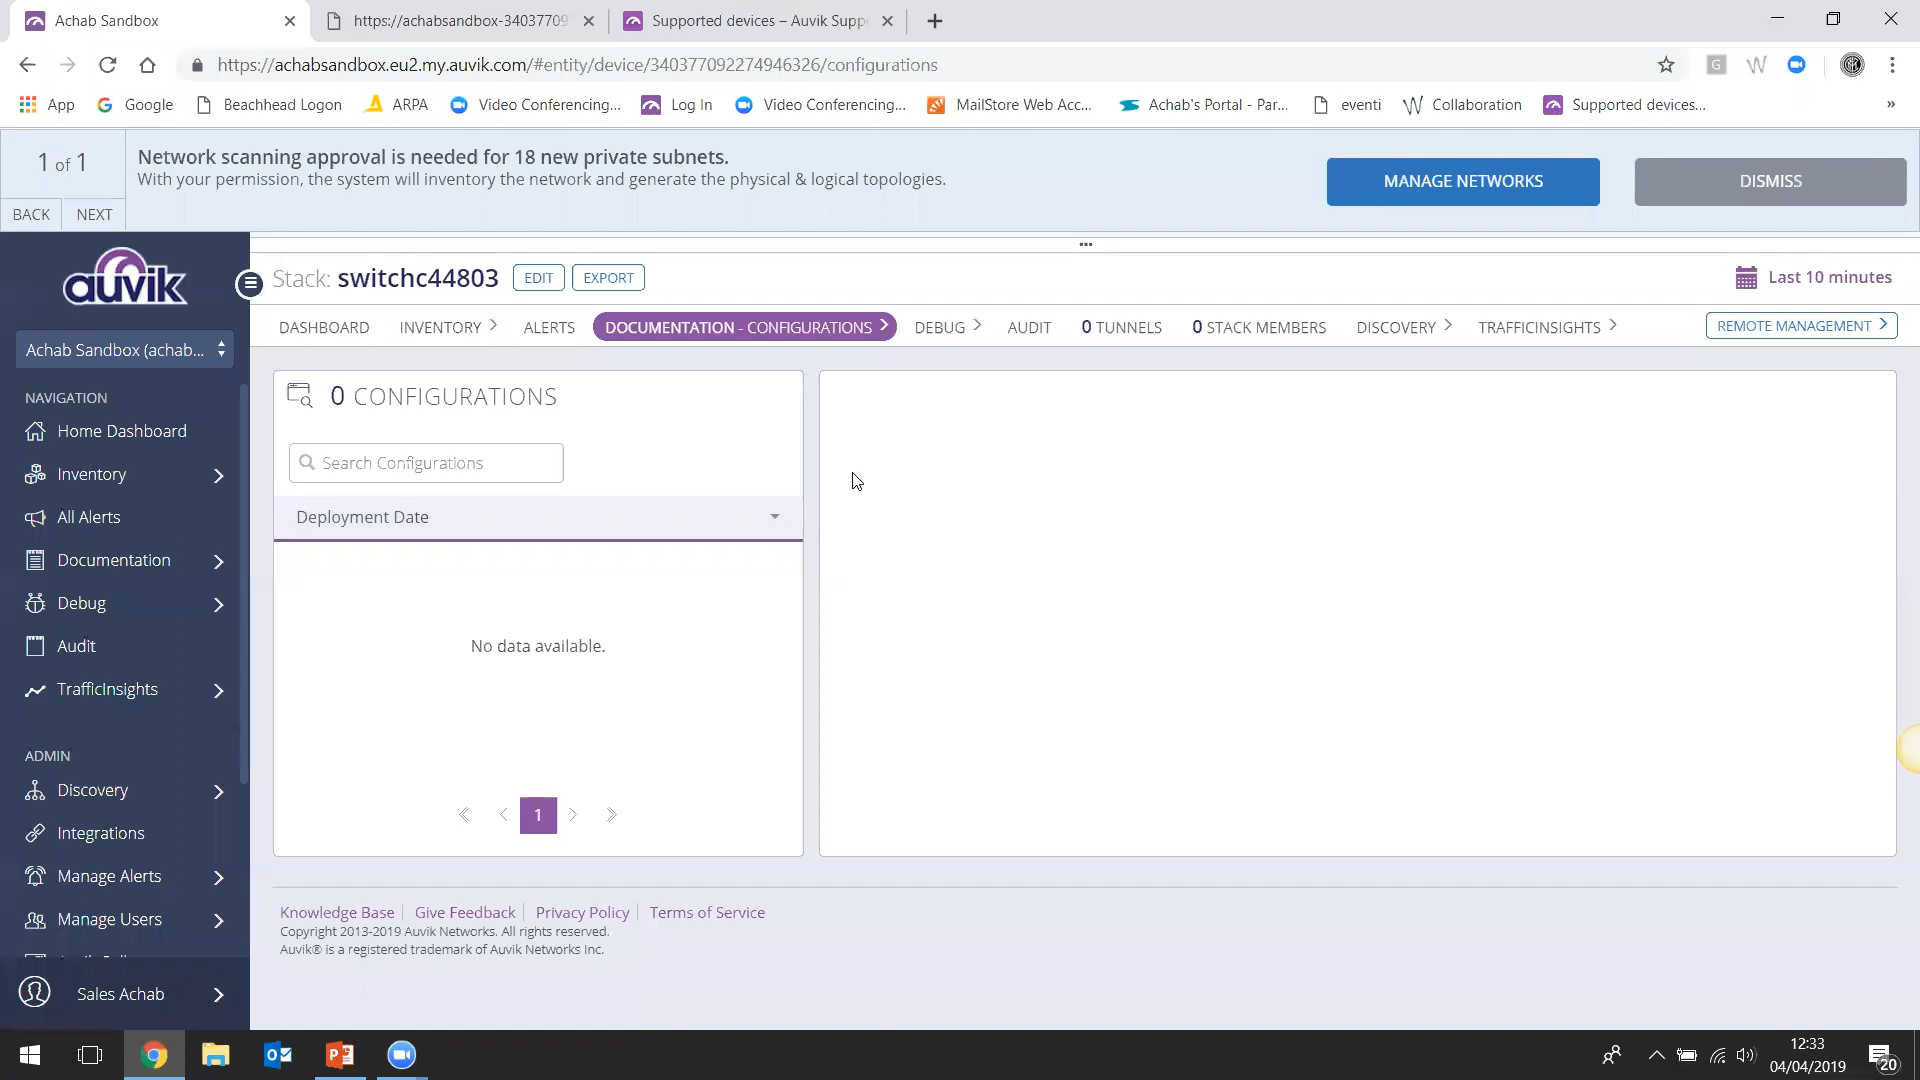 Achab Sandbox
https://achabsandbox-34037709
Supported devices – Auvik Supp
https://achabsandbox.eu2.my.auvik.com/#entity/device/340377092274946326/configurations
App
Google
Beachhead Logon
ARPA
Video Conferencing...
Log In
Video Conferencing...
MailStore Web Acc...
Achab's Portal - Par...
eventi
Collaboration
Supported devices...
»
1 of 1
BACK
NEXT
Network scanning approval is needed for 18 new private subnets.
With your permission, the system will inventory the network and generate the physical & logical topologies.
MANAGE NETWORKS
DISMISS
auvik
Stack: switchc44803
EDIT
EXPORT
Last 10 minutes
DASHBOARD
INVENTORY
ALERTS
DOCUMENTATION - CONFIGURATIONS
DEBUG
AUDIT
0 TUNNELS
0 STACK MEMBERS
DISCOVERY
TRAFFICINSIGHTS
REMOTE MANAGEMENT
Achab Sandbox (achab...
NAVIGATION
Home Dashboard
Inventory
All Alerts
Documentation
Debug
Audit
TrafficInsights
ADMIN
Discovery
Integrations
Manage Alerts
Manage Users
Sales Achab
0 CONFIGURATIONS
Search Configurations
Deployment Date
No data available.
1
Knowledge Base
Give Feedback
Privacy Policy
Terms of Service
Copyright 2013-2019 Auvik Networks. All rights reserved.
Auvik® is a registered trademark of Auvik Networks Inc.
12:33
04/04/2019
20